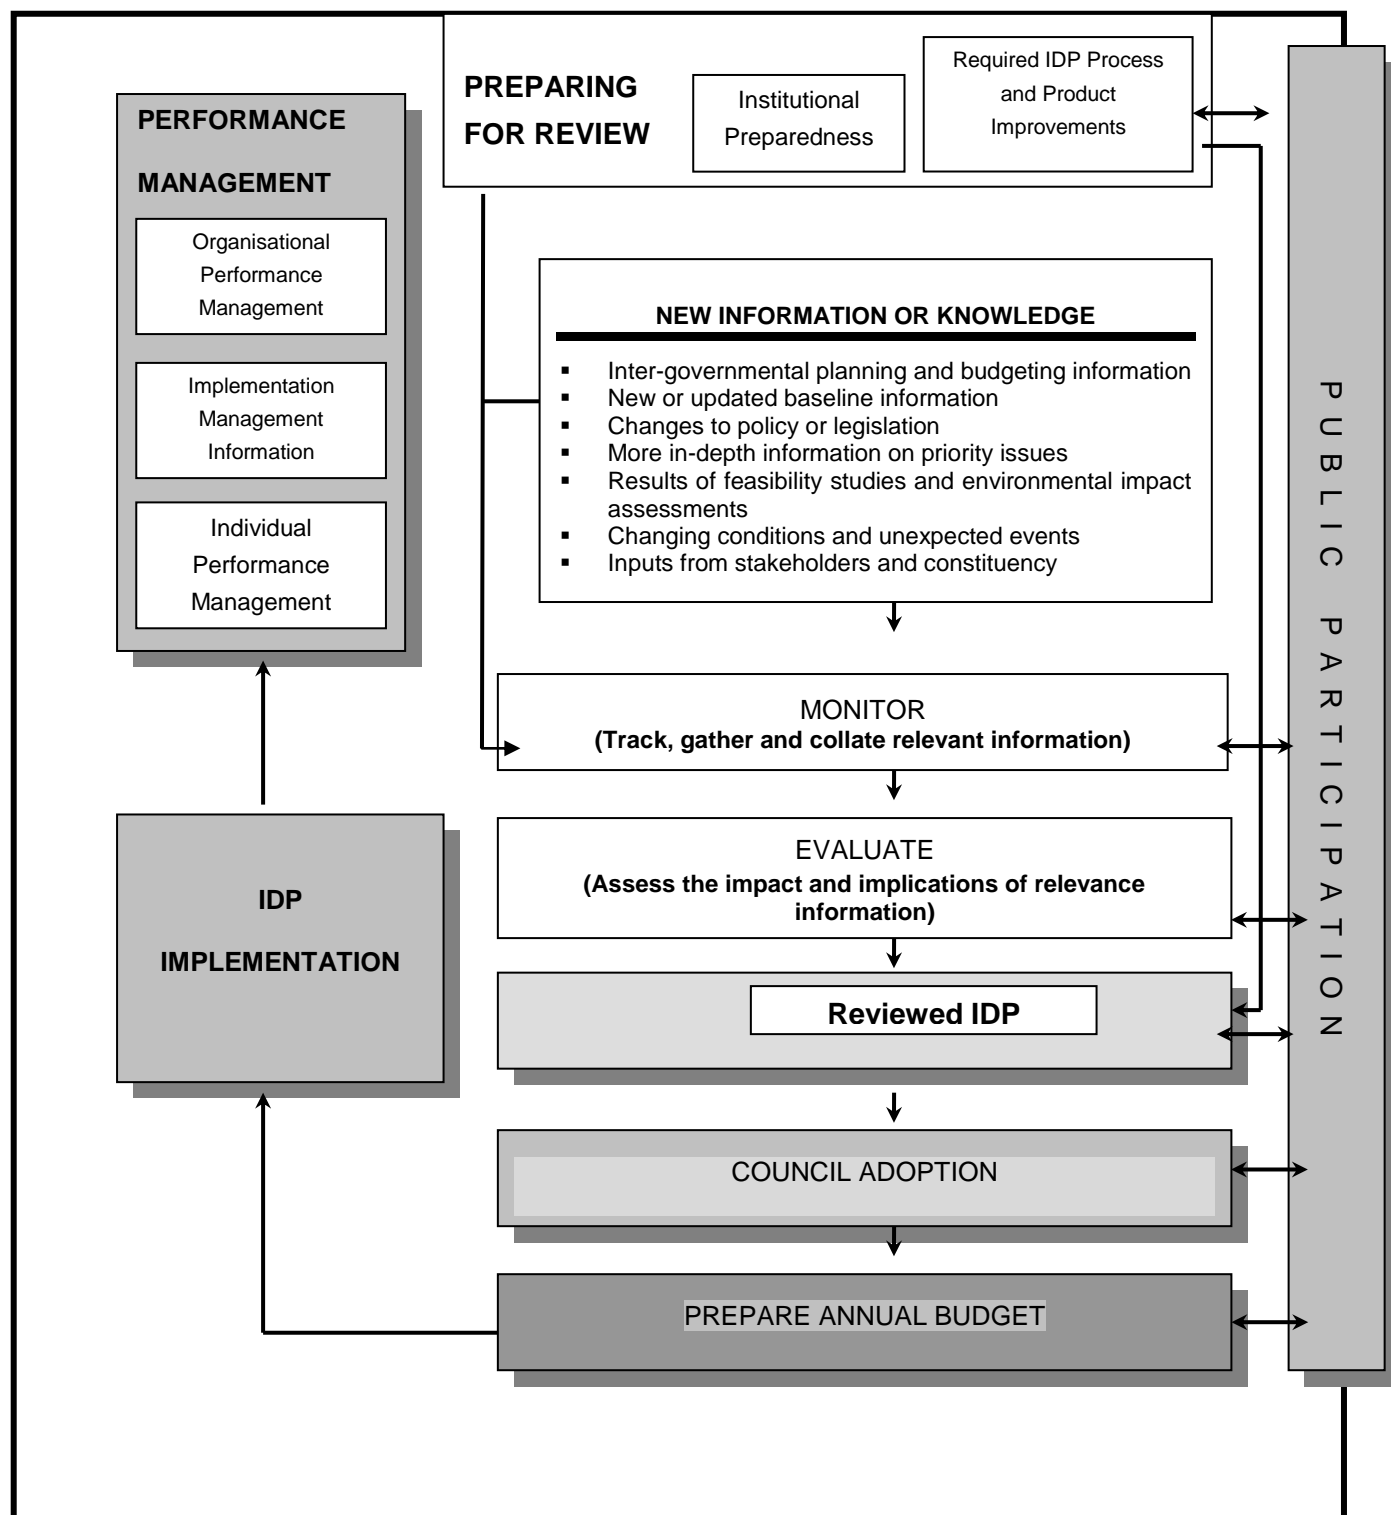 PREPARING
FOR REVIEW
Institutional
Preparedness
Required IDP Process
and Product
Improvements
PERFORMANCE
MANAGEMENT
Organisational
Performance
Management
Implementation
Management
Information
Individual
Performance
Management
NEW INFORMATION OR KNOWLEDGE
▪ Inter-governmental planning and budgeting information
▪ New or updated baseline information
▪ Changes to policy or legislation
▪ More in-depth information on priority issues
▪ Results of feasibility studies and environmental impact
assessments
▪ Changing conditions and unexpected events
▪ Inputs from stakeholders and constituency
MONITOR
(Track, gather and collate relevant information)
EVALUATE
(Assess the impact and implications of relevance
information)
IDP
IMPLEMENTATION
Reviewed IDP
COUNCIL ADOPTION
PREPARE ANNUAL BUDGET
PUBLIC PARTICIPATION